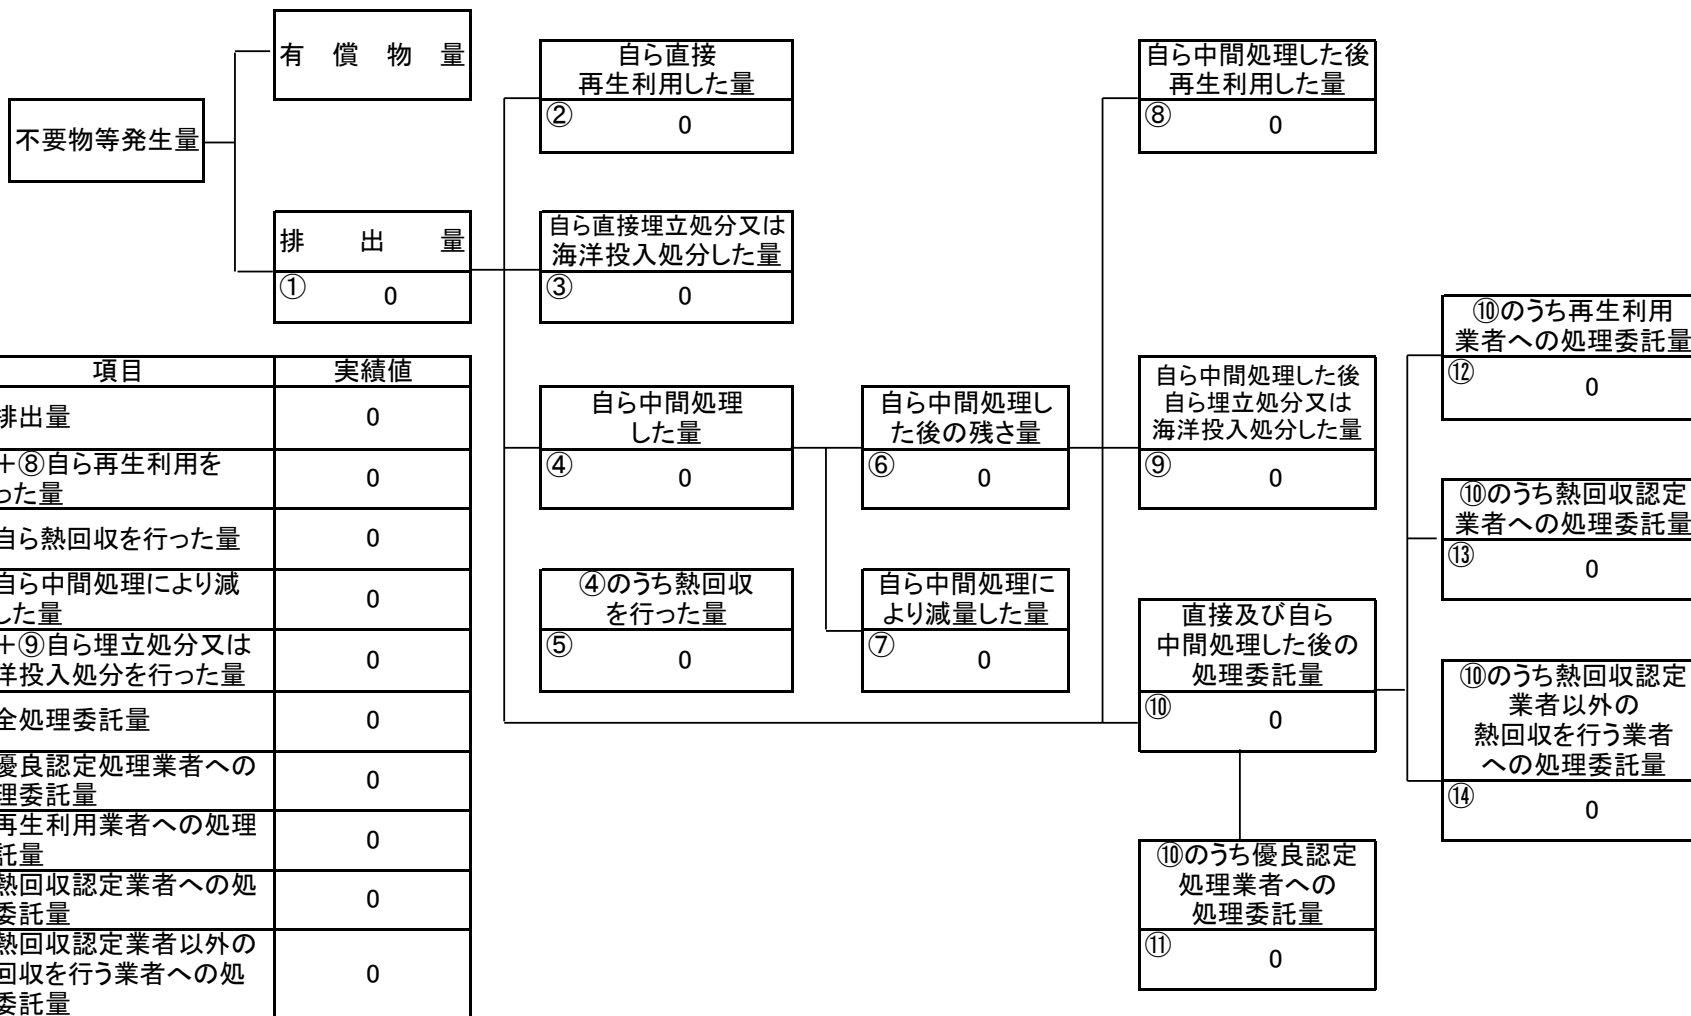 不要物等発生量
有　償　物　量
排　出　量
①
0
自ら直接
再生利用した量
②
0
自ら直接埋立処分又は
海洋投入処分した量
③
0
自ら中間処理
した量
④
0
④のうち熱回収
を行った量
⑤
0
自ら中間処理し
た後の残さ量
⑥
0
自ら中間処理に
より減量した量
⑦
0
自ら中間処理した後
再生利用した量
⑧
0
自ら中間処理した後
自ら埋立処分又は
海洋投入処分した量
⑨
0
直接及び自ら
中間処理した後の
処理委託量
⑩
0
⑩のうち優良認定
処理業者への
処理委託量
⑪
0
⑩のうち再生利用
業者への処理委託量
⑫
0
⑩のうち熱回収認定
業者への処理委託量
⑬
0
⑩のうち熱回収認定
業者以外の
熱回収を行う業者
への処理委託量
⑭
0
項目　実績値
排出量　0
＋⑧自ら再生利用を
った量　0
自ら熱回収を行った量　0
自ら中間処理により減
した量　0
＋⑨自ら埋立処分又は
洋投入処分を行った量　0
全処理委託量　0
優良認定処理業者への
理委託量　0
再生利用業者への処理
託量　0
熱回収認定業者への処
委託量　0
熱回収認定業者以外の
回収を行う業者への処
委託量　0